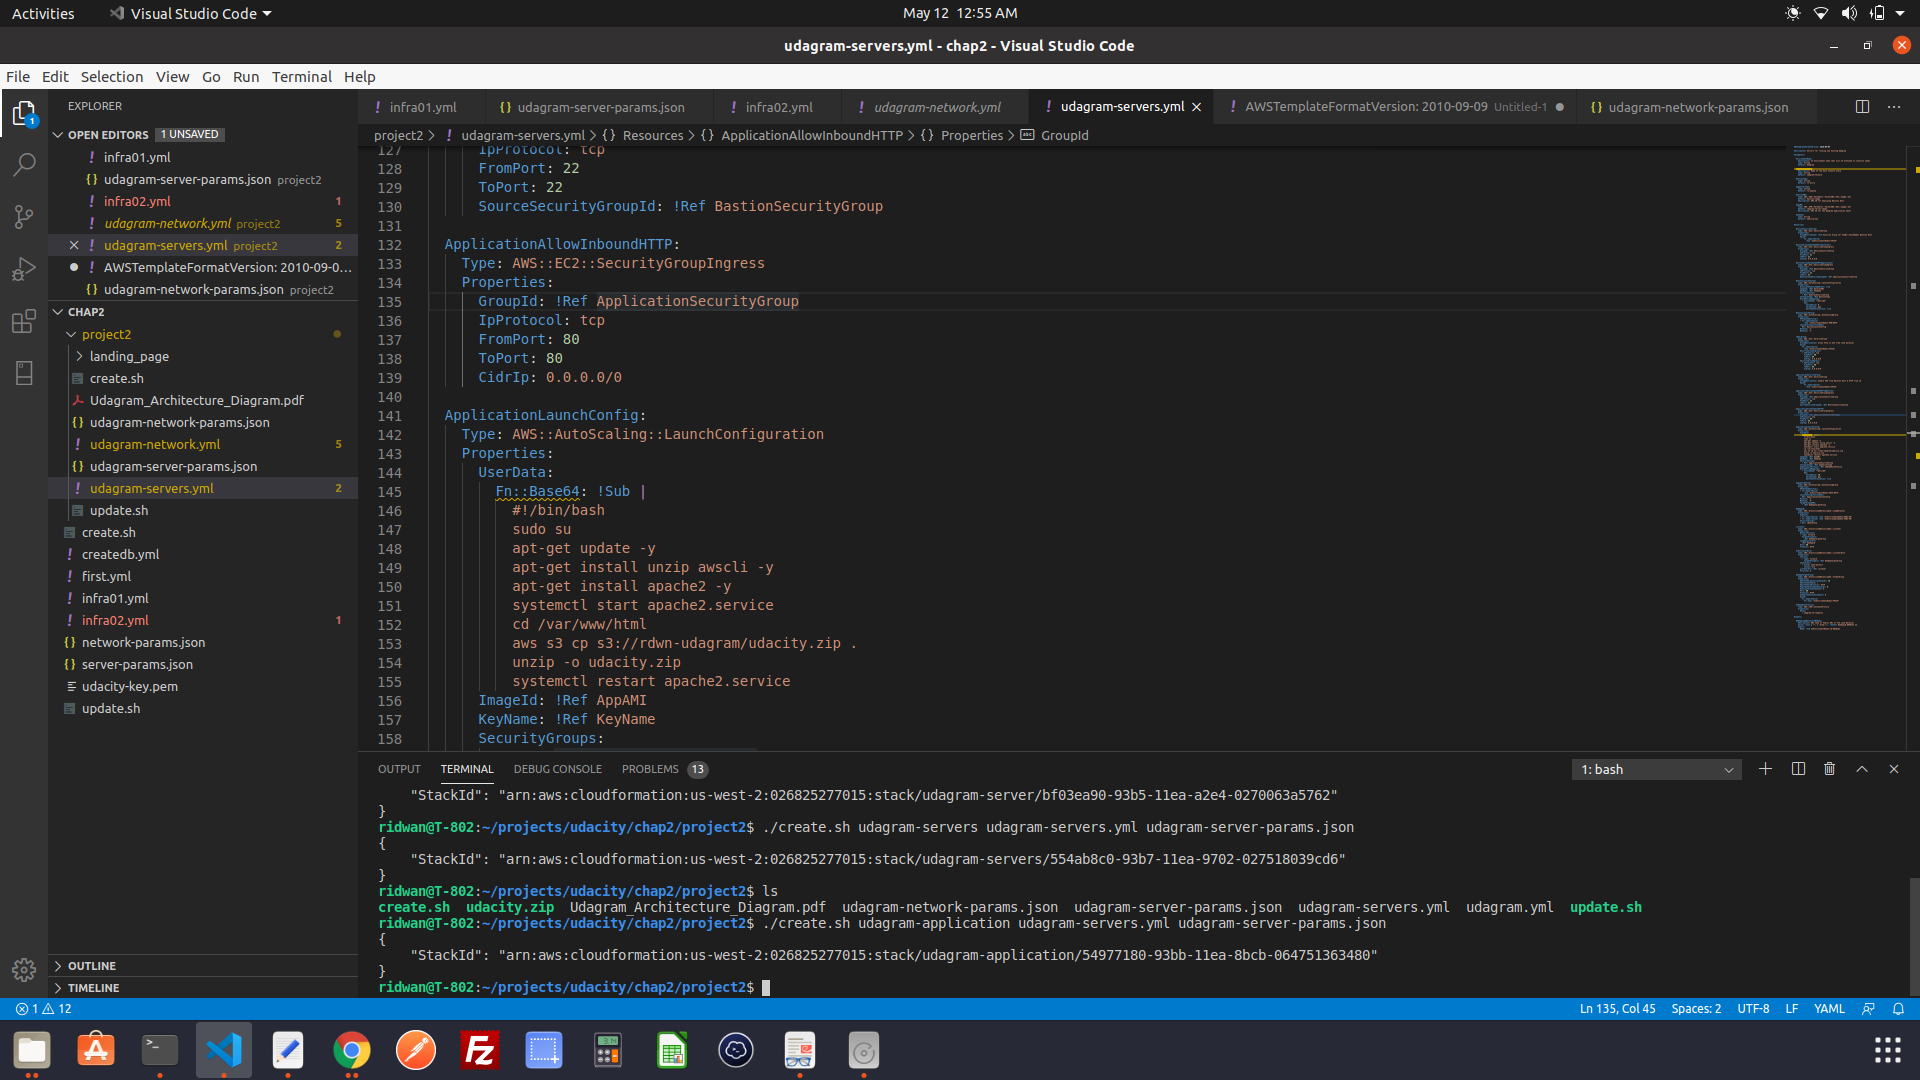 Activities
Visual Studio Code
May 12 12:55 AM
udagram-servers.yml - chap2 - Visual Studio Code
File Edit Selection View Go Run Terminal Help
EXPLORER
OPEN EDITORS 1 UNSAVED
infra01.yml
udagram-server-params.json project2
infra02.yml 1
udagram-network.yml project2 5
udagram-servers.yml project2 2
AWSTemplateFormatVersion: 2010-09-0...
udagram-network-params.json project2
CHAP2
project2
landing_page
create.sh
Udagram_Architecture_Diagram.pdf
udagram-network-params.json
udagram-network.yml 5
udagram-server-params.json
udagram-servers.yml 2
update.sh
create.sh
createdb.yml
first.yml
infra01.yml
infra02.yml 1
network-params.json
server-params.json
udacity-key.pem
update.sh
OUTLINE
TIMELINE
infra01.yml
udagram-server-params.json
infra02.yml
udagram-network.yml
udagram-servers.yml
AWSTemplateFormatVersion: 2010-09-09 Untitled-1
udagram-network-params.json
project2 > udagram-servers.yml > {} Resources > {} ApplicationAllowInboundHTTP > {} Properties > GroupId
127 IpProtocol: tcp
128 FromPort: 22
129 ToPort: 22
130 SourceSecurityGroupId: !Ref BastionSecurityGroup
131
132 ApplicationAllowInboundHTTP:
133 Type: AWS::EC2::SecurityGroupIngress
134 Properties:
135 GroupId: !Ref ApplicationSecurityGroup
136 IpProtocol: tcp
137 FromPort: 80
138 ToPort: 80
139 CidrIp: 0.0.0.0/0
140
141 ApplicationLaunchConfig:
142 Type: AWS::AutoScaling::LaunchConfiguration
143 Properties:
144 UserData:
145 Fn::Base64: !Sub |
146 #!/bin/bash
147 sudo su
148 apt-get update -y
149 apt-get install unzip awscli -y
150 apt-get install apache2 -y
151 systemctl start apache2.service
152 cd /var/www/html
153 aws s3 cp s3://rdwn-udagram/udacity.zip .
154 unzip -o udacity.zip
155 systemctl restart apache2.service
156 ImageId: !Ref AppAMI
157 KeyName: !Ref KeyName
158 SecurityGroups:
OUTPUT TERMINAL DEBUG CONSOLE PROBLEMS 13
1: bash
"StackId": "arn:aws:cloudformation:us-west-2:026825277015:stack/udagram-server/bf03ea90-93b5-11ea-a2e4-0270063a5762"
}
ridwan@T-802:~/projects/udacity/chap2/project2$ ./create.sh udagram-servers udagram-servers.yml udagram-server-params.json
{
"StackId": "arn:aws:cloudformation:us-west-2:026825277015:stack/udagram-servers/554ab8c0-93b7-11ea-9702-027518039cd6"
}
ridwan@T-802:~/projects/udacity/chap2/project2$ ls
create.sh udacity.zip Udagram_Architecture_Diagram.pdf udagram-network-params.json udagram-server-params.json udagram-servers.yml udagram.yml update.sh
ridwan@T-802:~/projects/udacity/chap2/project2$ ./create.sh udagram-application udagram-servers.yml udagram-server-params.json
{
"StackId": "arn:aws:cloudformation:us-west-2:026825277015:stack/udagram-application/54977180-93bb-11ea-8bcb-064751363480"
}
ridwan@T-802:~/projects/udacity/chap2/project2$
1 12
Ln 135, Col 45 Spaces: 2 UTF-8 LF YAML